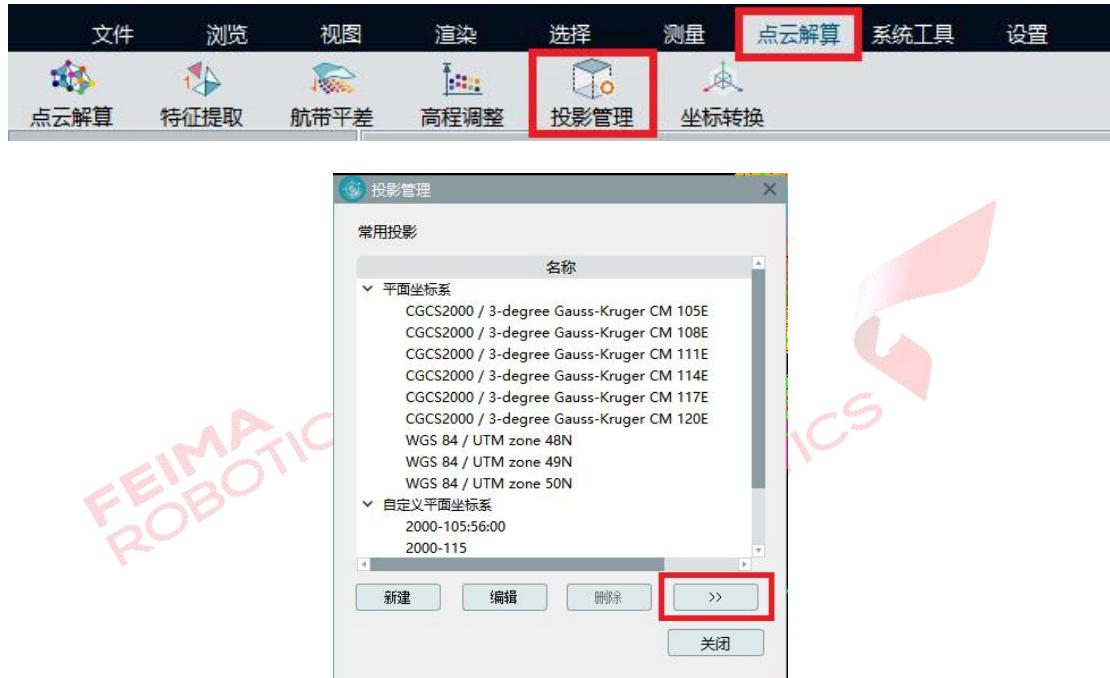 文件 浏览 视图 渲染 选择 测量 点云解算 系统工具 设置
点云解算 特征提取 航带平差 高程调整 投影管理 坐标转换
投影管理
常用投影
名称
平面坐标系
CGCS2000 / 3-degree Gauss-Kruger CM 105E
CGCS2000 / 3-degree Gauss-Kruger CM 108E
CGCS2000 / 3-degree Gauss-Kruger CM 111E
CGCS2000 / 3-degree Gauss-Kruger CM 114E
CGCS2000 / 3-degree Gauss-Kruger CM 117E
CGCS2000 / 3-degree Gauss-Kruger CM 120E
WGS 84 / UTM zone 48N
WGS 84 / UTM zone 49N
WGS 84 / UTM zone 50N
自定义平面坐标系
2000-105:56:00
2000-115
新建 编辑 删除 >>
关闭
FEIMA
ROBOTIC
ICS